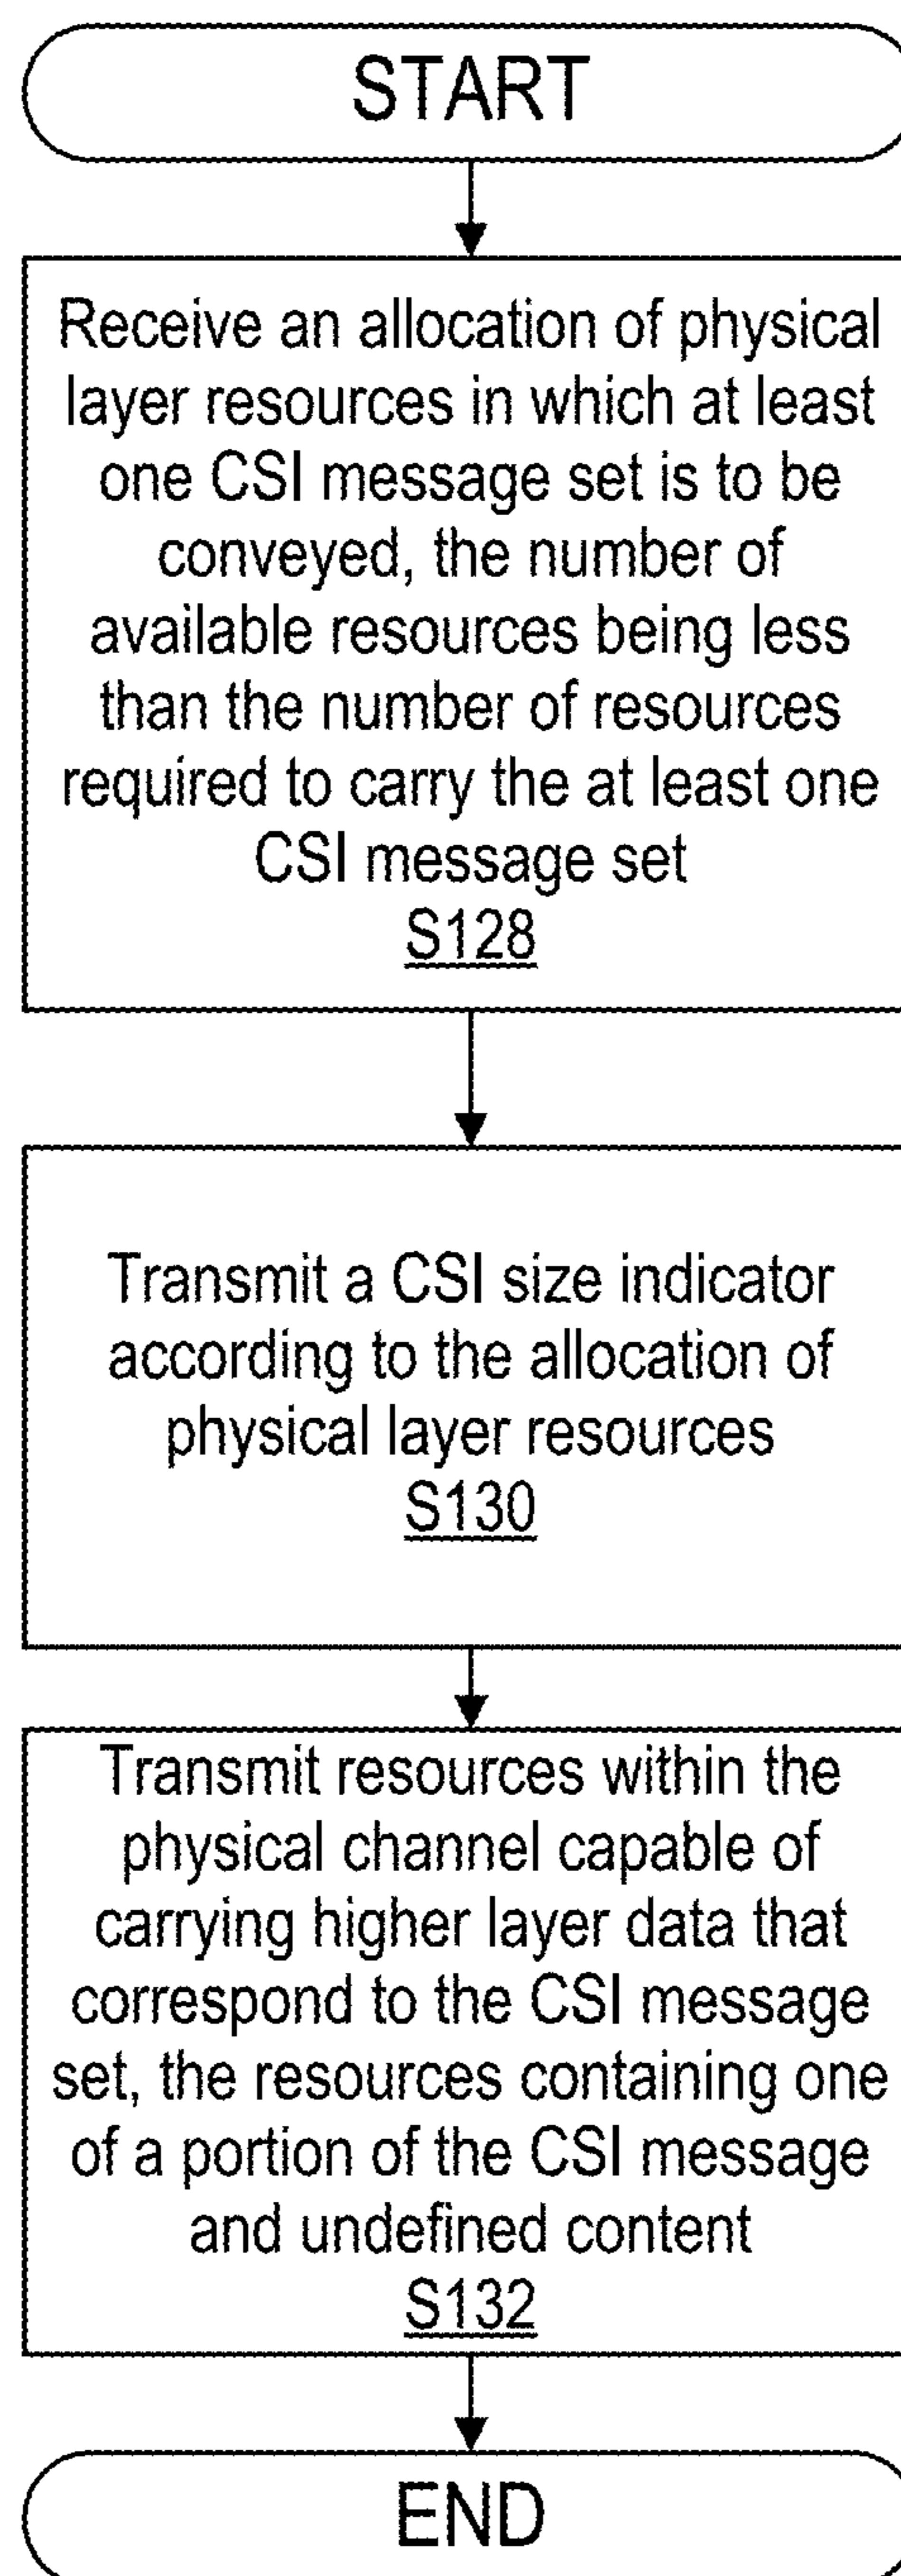 START
Receive an allocation of physical
layer resources in which at least
one CSI message set is to be
conveyed, the number of
available resources being less
than the number of resources
required to carry the at least one
CSI message set
S128
Transmit a CSI size indicator
according to the allocation of
physical layer resources
S130
Transmit resources within the
physical channel capable of
carrying higher layer data that
correspond to the CSI message
set, the resources containing one
of a portion of the CSI message
and undefined content
S132
END